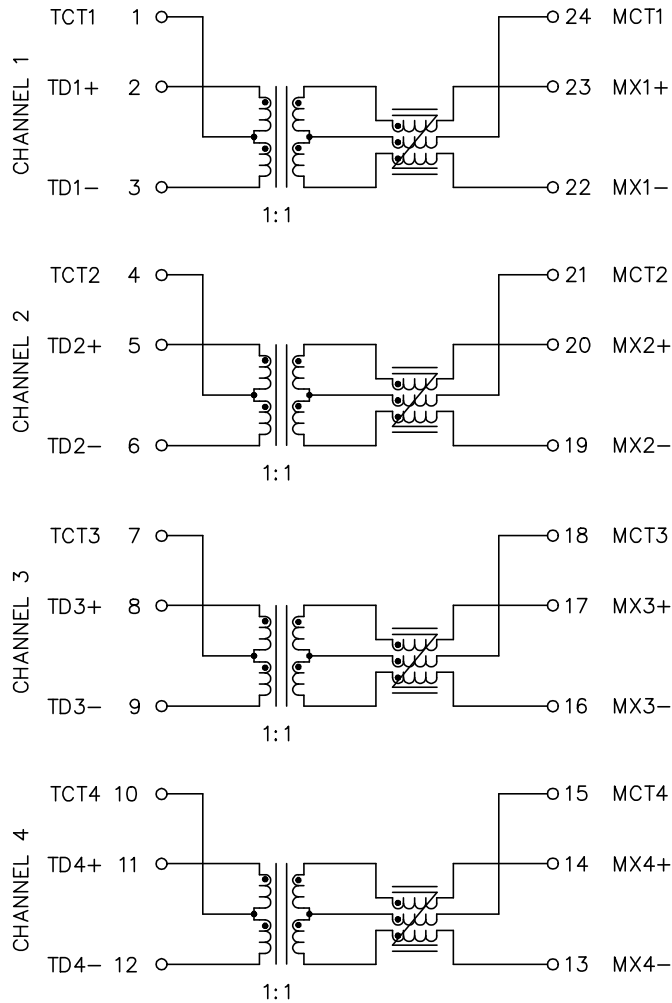 CHANNEL 1
TCT1 1 24 MCT1
TD1+ 2 23 MX1+
TD1- 3 22 MX1-
1:1
CHANNEL 2
TCT2 4 21 MCT2
TD2+ 5 20 MX2+
TD2- 6 19 MX2-
1:1
CHANNEL 3
TCT3 7 18 MCT3
TD3+ 8 17 MX3+
TD3- 9 16 MX3-
1:1
CHANNEL 4
TCT4 10 15 MCT4
TD4+ 11 14 MX4+
TD4- 12 13 MX4-
1:1